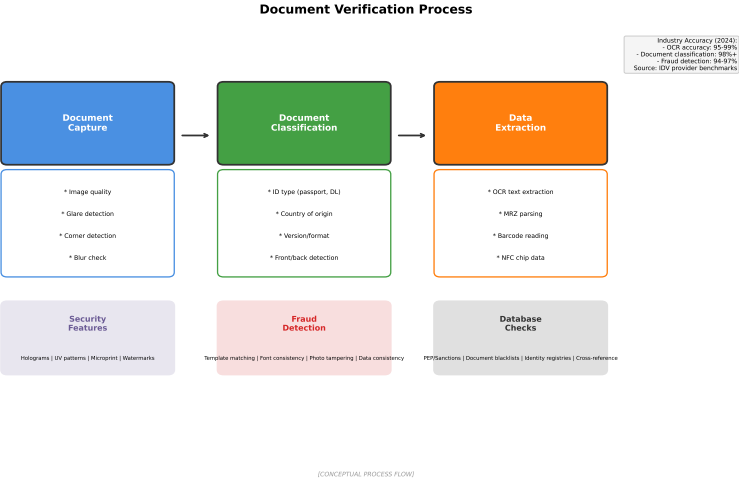 Document Verification Process
Industry Accuracy (2024):
- OCR accuracy: 95-99%
- Document classification: 98%+
- Fraud detection: 94-97%
Source: IDV provider benchmarks
Document
Capture
Document
Classification
Data
Extraction
* Image quality
* Glare detection
* Corner detection
* Blur check
* ID type (passport, DL)
* Country of origin
* Version/format
* Front/back detection
* OCR text extraction
* MRZ parsing
* Barcode reading
* NFC chip data
Security
Features
Holograms | UV patterns | Microprint | Watermarks
Fraud
Detection
Template matching | Font consistency | Photo tampering | Data consistency
Database
Checks
PEP/Sanctions | Document blacklists | Identity registries | Cross-reference
[CONCEPTUAL PROCESS FLOW]